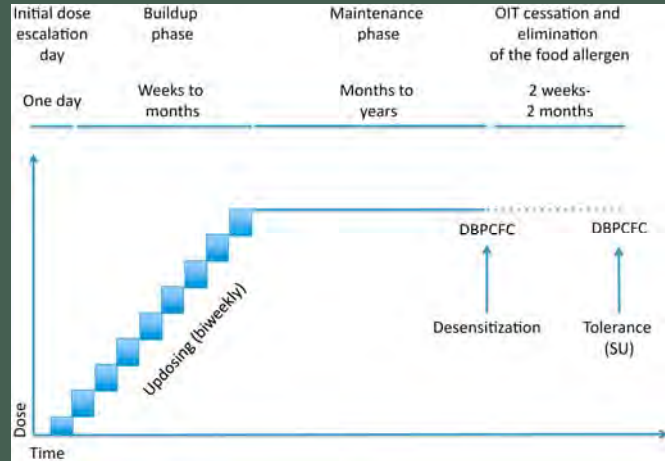 Initial dose
escalation
day
Buildup
phase
Maintenance
phase
OIT cessation and
elimination
of the food allergen
One day
Weeks to
months
Months to
years
2 weeks-
2 months
DBPCFC
DBPCFC
Updosing (biweekly)
Desensitization
Tolerance
(SU)
Dose
Time